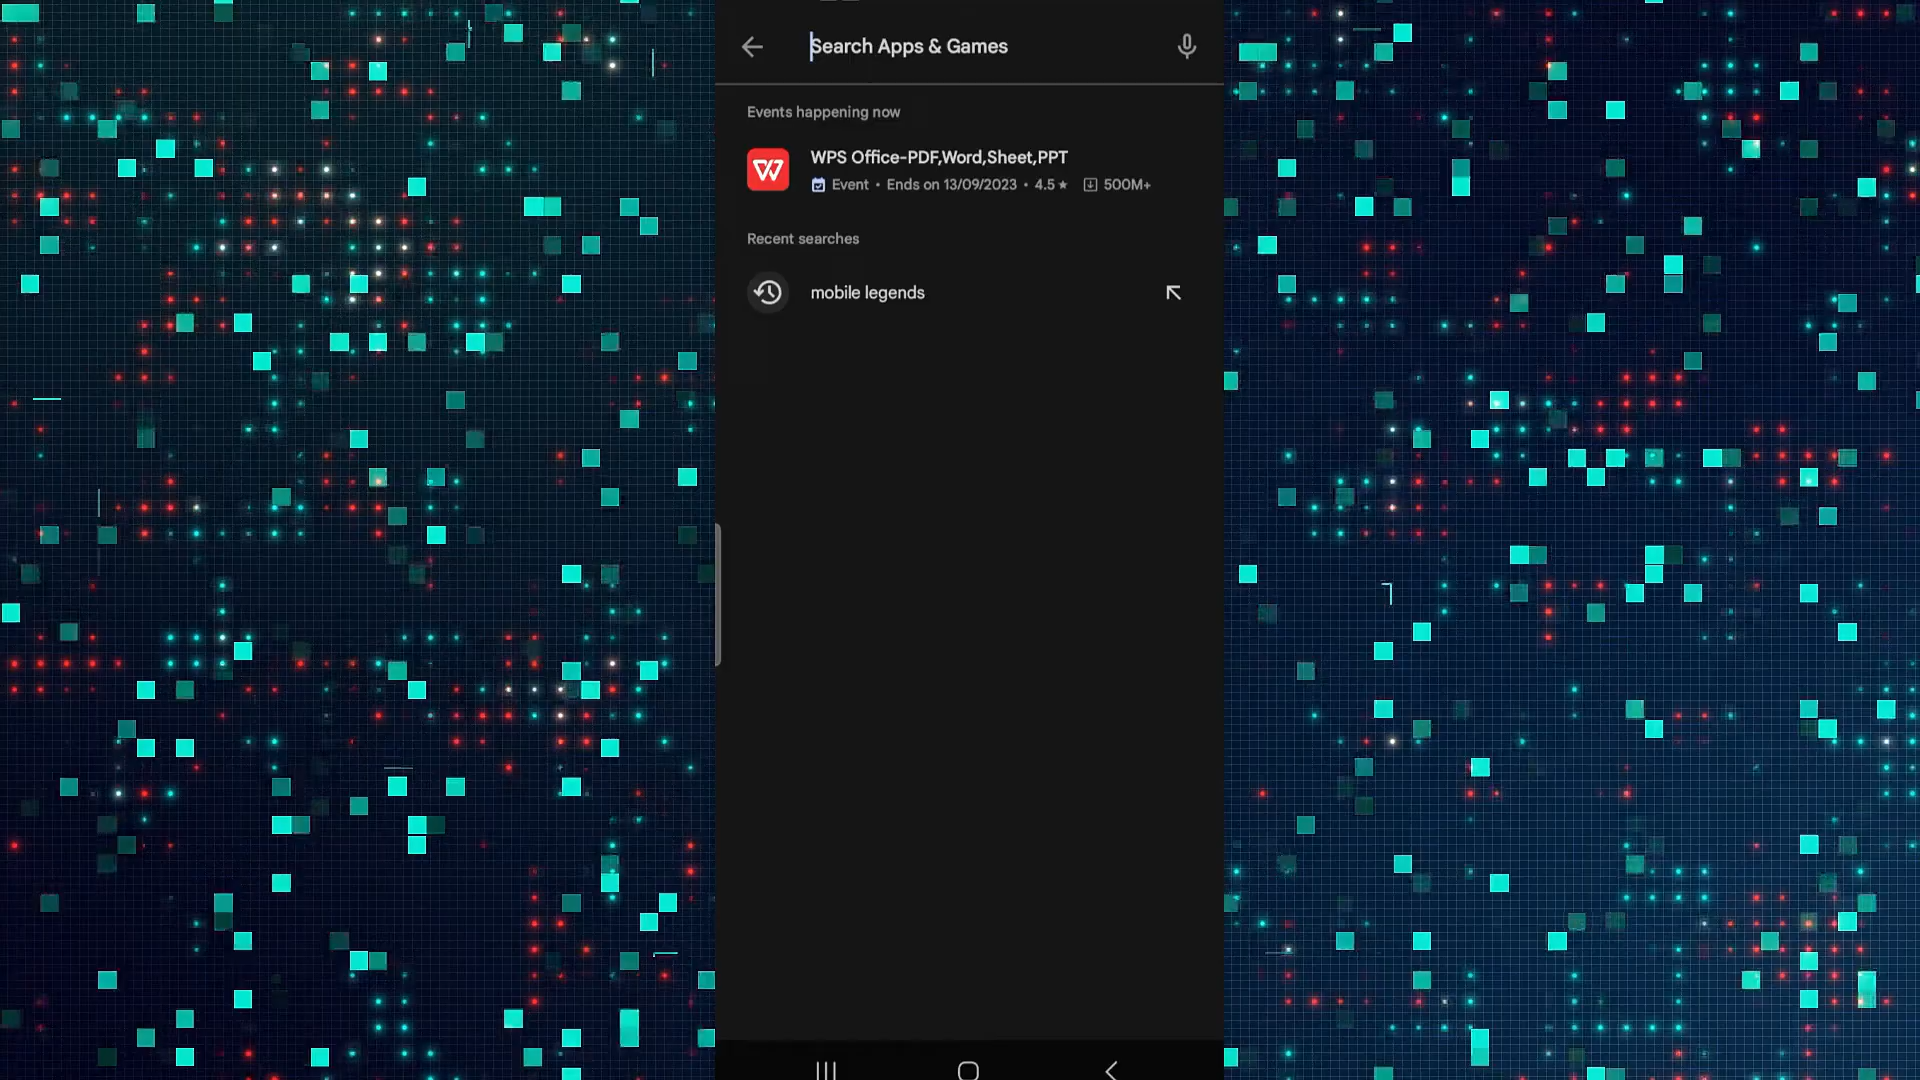 Search Apps & Games
Events happening now
WPS Office-PDF,Word,Sheet,PPT
Event • Ends on 13/09/2023 • 4.5★ 500M+
Recent searches
mobile legends